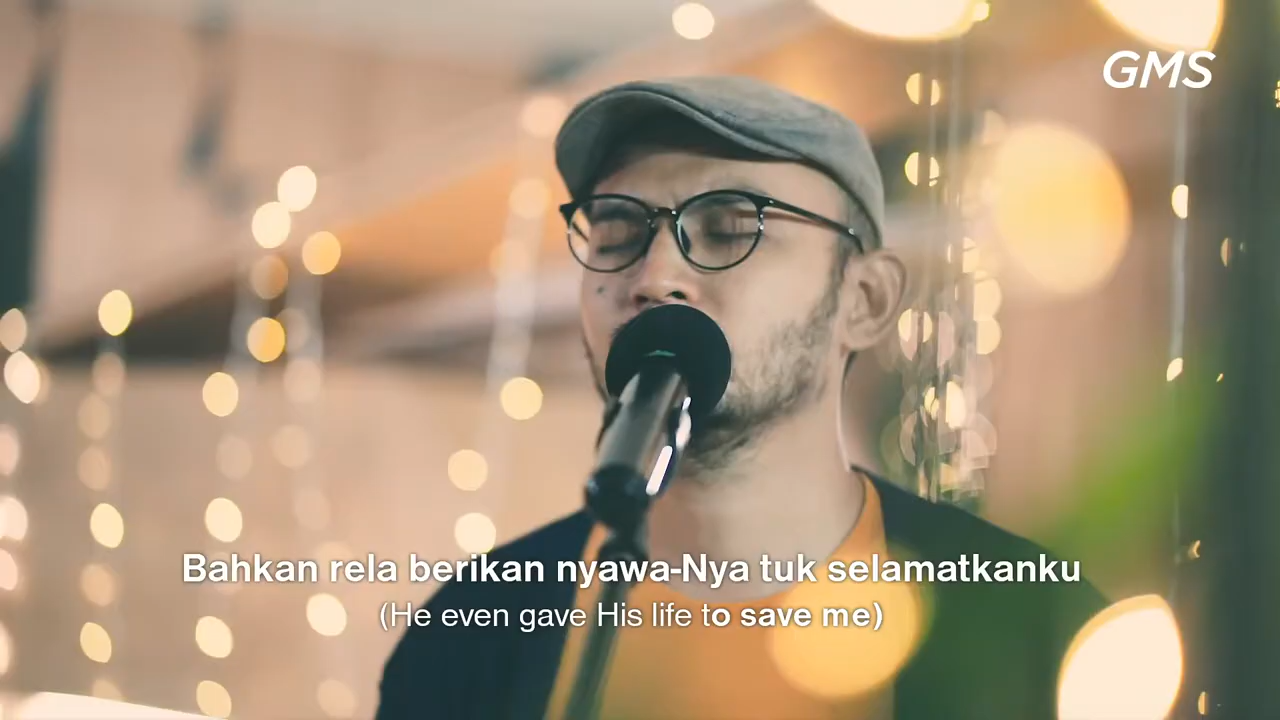 GMS
Bahkan rela berikan nyawa-Nya tuk selamatkanku
(He even gave His life to save me)